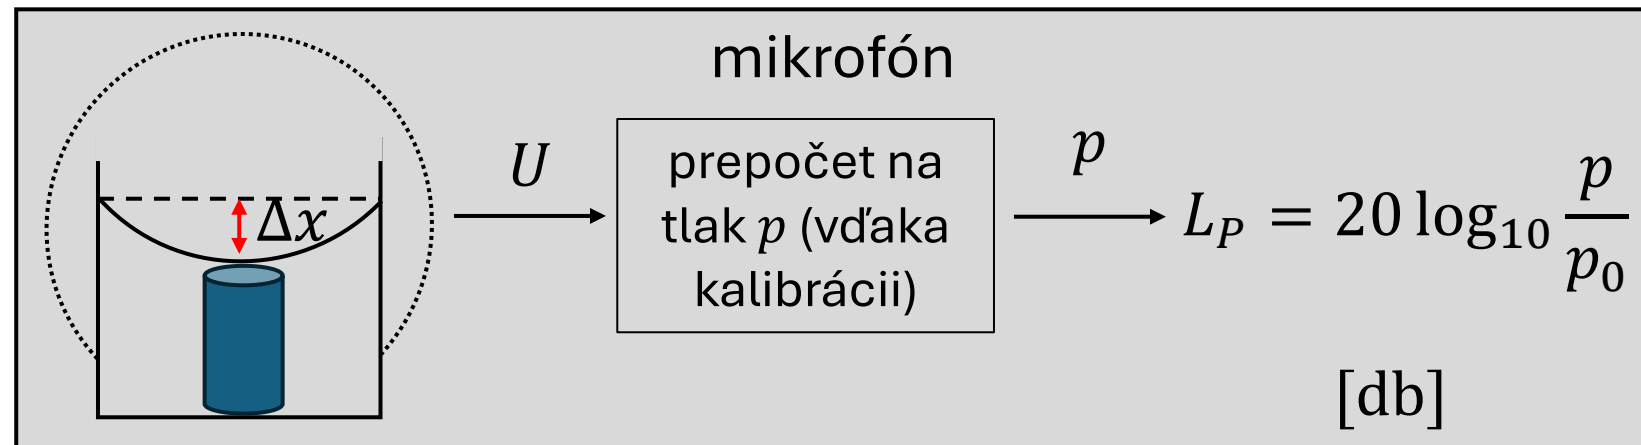 mikrofón
Δx
U
prepočet na
tlak p (vďaka
kalibrácii)
p
L_P = 20 log₁₀ p/p₀
[db]